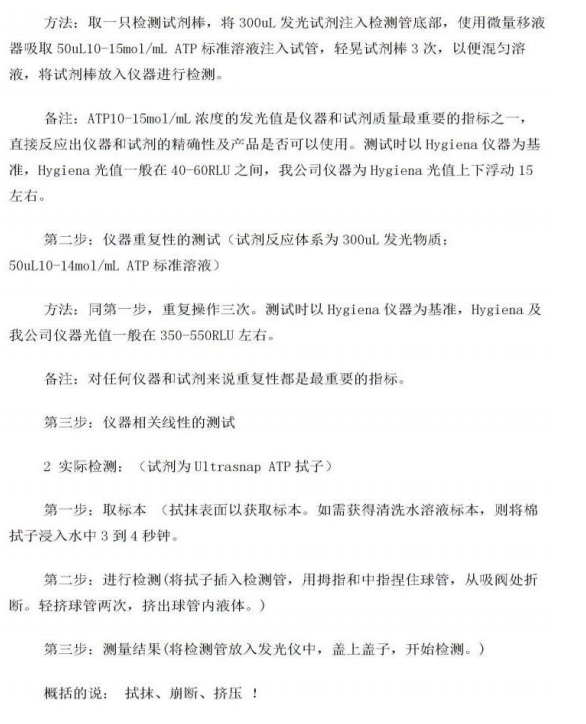 方法：取一只检测试剂棒，将 300uL 发光试剂注入检测管底部，使用微量移液
器吸取 50uL10-15mol/mL ATP 标准溶液注入试管，轻晃试剂棒 3 次，以便混匀溶
液，将试剂棒放入仪器进行检测。
备注：ATP10-15mol/mL 浓度的发光值是仪器和试剂质量最重要的指标之一，
直接反应出仪器和试剂的精确性及产品是否可以使用。测试时以 Hygiena 仪器为基
准，Hygiena 光值一般在 40-60RLU 之间，我公司仪器为 Hygiena 光值上下浮动 15
左右。
第二步：仪器重复性的测试（试剂反应体系为 300uL 发光物质：
50uL10-14mol/mL ATP 标准溶液）
方法：同第一步，重复操作三次。测试时以 Hygiena 仪器为基准，Hygiena 及
我公司仪器光值一般在 350-550RLU 左右。
备注：对任何仪器和试剂来说重复性都是最重要的指标。
第三步：仪器相关线性的测试
2 实际检测：（试剂为 Ultrasnap ATP 拭子）
第一步：取标本 （拭抹表面以获取标本。如需获得清洗水溶液标本，则将棉
拭子浸入水中 3 到 4 秒钟。
第二步：进行检测(将拭子插入检测管，用拇指和中指捏住球管，从吸阀处折
断。轻挤球管两次，挤出球管内液体。)
第三步：测量结果(将检测管放入发光仪中，盖上盖子，开始检测。)
概括的说： 拭抹、崩断、挤压 ！